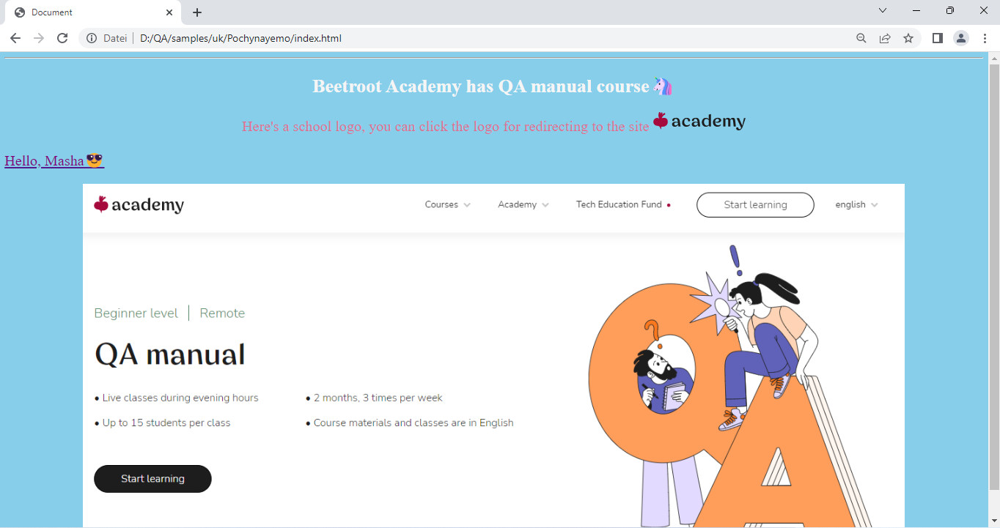 Document
Datei D:/QA/samples/uk/Pochynayemo/index.html
Beetroot Academy has QA manual course🦄
Here's a school logo, you can click the logo for redirecting to the site academy
Hello, Masha😎
academy Courses Academy Tech Education Fund • Start learning english
Beginner level | Remote
QA manual
• Live classes during evening hours • 2 months, 3 times per week
• Up to 15 students per class • Course materials and classes are in English
Start learning
QA